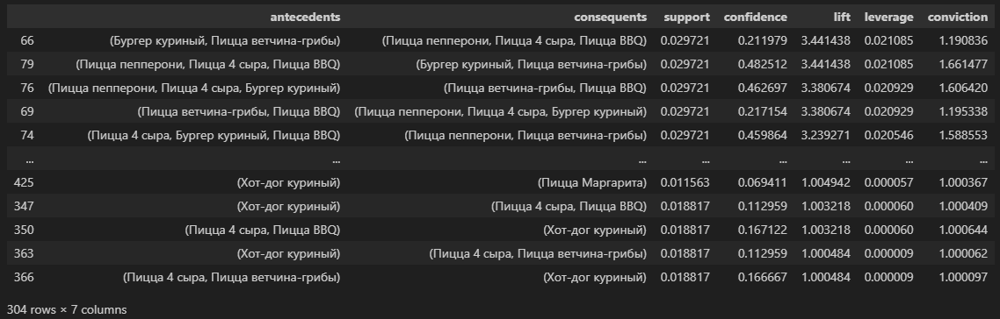 antecedents consequents support confidence lift leverage conviction
66 (Бургер куриный, Пицца ветчина-грибы) (Пицца пепперони, Пицца 4 сыра, Пицца BBQ) 0.029721 0.211979 3.441438 0.021085 1.190836
79 (Пицца пепперони, Пицца 4 сыра, Пицца BBQ) (Бургер куриный, Пицца ветчина-грибы) 0.029721 0.482512 3.441438 0.021085 1.661477
76 (Пицца пепперони, Пицца 4 сыра, Бургер куриный) (Пицца ветчина-грибы, Пицца BBQ) 0.029721 0.462697 3.380674 0.020929 1.606420
69 (Пицца ветчина-грибы, Пицца BBQ) (Пицца пепперони, Пицца 4 сыра, Бургер куриный) 0.029721 0.217154 3.380674 0.020929 1.195338
74 (Пицца 4 сыра, Бургер куриный, Пицца BBQ) (Пицца пепперони, Пицца ветчина-грибы) 0.029721 0.459864 3.239271 0.020546 1.588553
... ... ... ... ... ... ... ...
425 (Хот-дог куриный) (Пицца Маргарита) 0.011563 0.069411 1.004942 0.000057 1.000367
347 (Хот-дог куриный) (Пицца 4 сыра, Пицца BBQ) 0.018817 0.112959 1.003218 0.000060 1.000409
350 (Пицца 4 сыра, Пицца BBQ) (Хот-дог куриный) 0.018817 0.167122 1.003218 0.000060 1.000644
363 (Хот-дог куриный) (Пицца 4 сыра, Пицца ветчина-грибы) 0.018817 0.112959 1.000484 0.000009 1.000062
366 (Пицца 4 сыра, Пицца ветчина-грибы) (Хот-дог куриный) 0.018817 0.166667 1.000484 0.000009 1.000097
304 rows × 7 columns